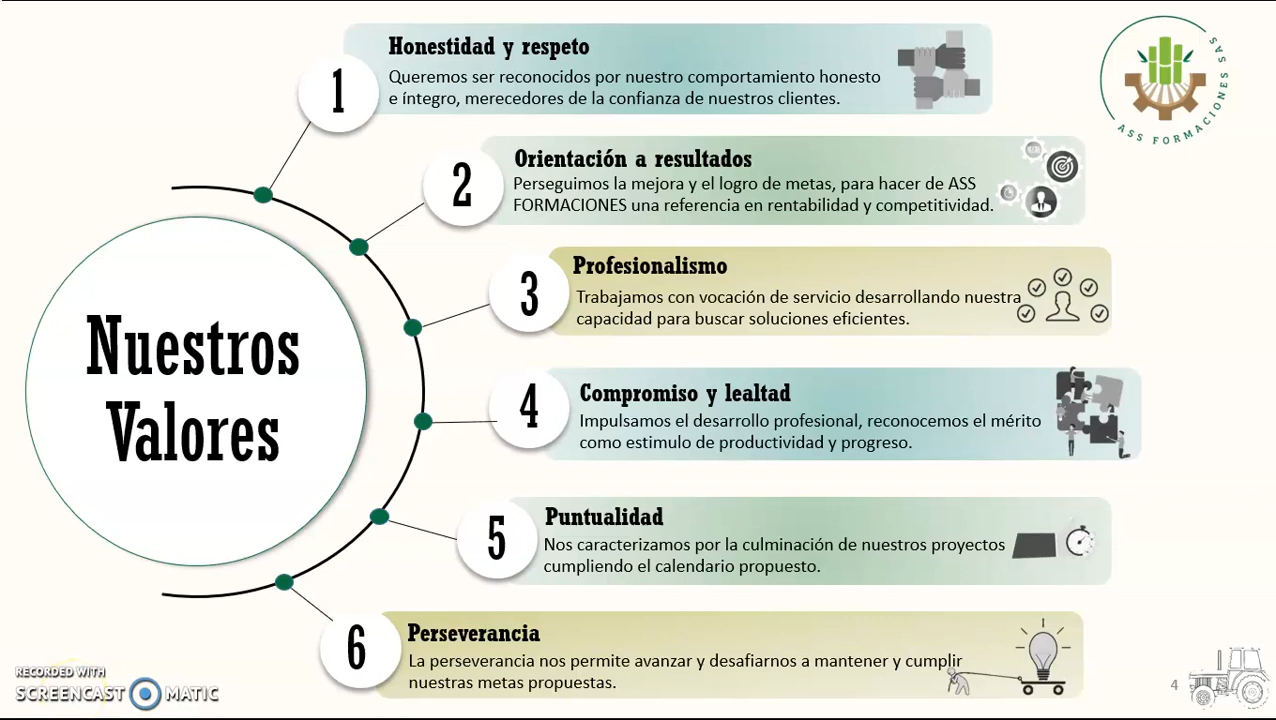 Honestidad y respeto
Queremos ser reconocidos por nuestro comportamiento honesto
e íntegro, merecedores de la confianza de nuestros clientes.
1
ASS FORMACIONES SAS
Orientación a resultados
Perseguimos la mejora y el logro de metas, para hacer de ASS
FORMACIONES una referencia en rentabilidad y competitividad.
2
Profesionalismo
Trabajamos con vocación de servicio desarrollando nuestra
capacidad para buscar soluciones eficientes.
3
Nuestros
Valores
Compromiso y lealtad
Impulsamos el desarrollo profesional, reconocemos el mérito
como estimulo de productividad y progreso.
4
Puntualidad
Nos caracterizamos por la culminación de nuestros proyectos
cumpliendo el calendario propuesto.
5
Perseverancia
La perseverancia nos permite avanzar y desafiarnos a mantener y cumplir
nuestras metas propuestas.
6
RECORDED WITH
SCREENCAST MATIC
4